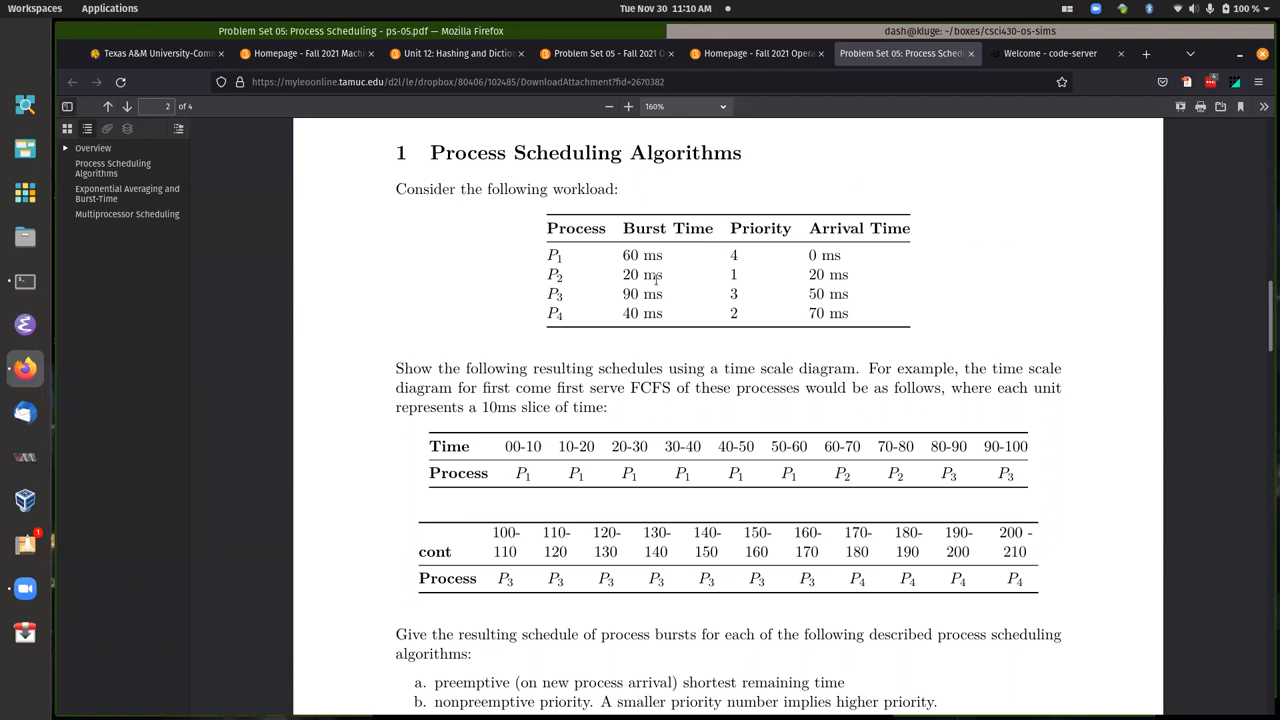 Workspaces Applications Tue Nov 30 11:10 AM 100 %
Problem Set 05: Process Scheduling - ps-05.pdf — Mozilla Firefox dash@kluge: ~/boxes/csci430-os-sims
Texas A&M University-Com Homepage - Fall 2021 Machi Unit 12: Hashing and Diction Problem Set 05 - Fall 2021 O Homepage - Fall 2021 Opera Problem Set 05: Process Sched Welcome - code-server
https://myleoonline.tamuc.edu/d2l/le/dropbox/80406/102485/DownloadAttachment?fid=2670382
2 of 4 160%
Overview
Process Scheduling
Algorithms
Exponential Averaging and
Burst-Time
Multiprocessor Scheduling
1 Process Scheduling Algorithms
Consider the following workload:
Process Burst Time Priority Arrival Time
P1 60 ms 4 0 ms
P2 20 ms 1 20 ms
P3 90 ms 3 50 ms
P4 40 ms 2 70 ms
Show the following resulting schedules using a time scale diagram. For example, the time scale
diagram for first come first serve FCFS of these processes would be as follows, where each unit
represents a 10ms slice of time:
Time 00-10 10-20 20-30 30-40 40-50 50-60 60-70 70-80 80-90 90-100
Process P1 P1 P1 P1 P1 P1 P2 P2 P3 P3
100- 110- 120- 130- 140- 150- 160- 170- 180- 190- 200 -
cont 110 120 130 140 150 160 170 180 190 200 210
Process P3 P3 P3 P3 P3 P3 P3 P4 P4 P4 P4
Give the resulting schedule of process bursts for each of the following described process scheduling
algorithms:
a. preemptive (on new process arrival) shortest remaining time
b. nonpreemptive priority. A smaller priority number implies higher priority.